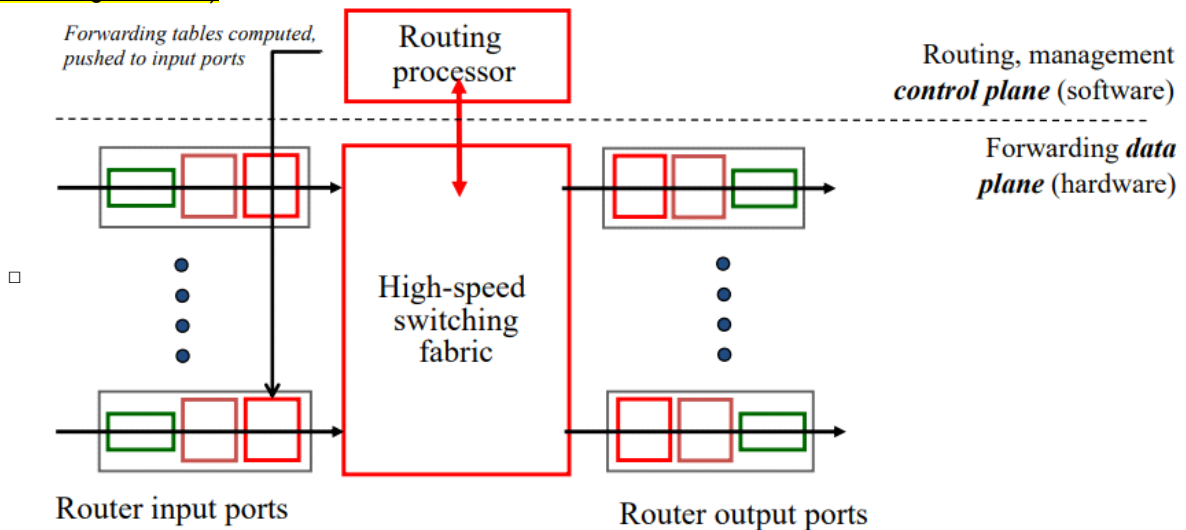 Forwarding tables computed,
pushed to input ports
Routing
processor
Routing, management
control plane (software)
Forwarding data
plane (hardware)
High-speed
switching
fabric
Router input ports
Router output ports